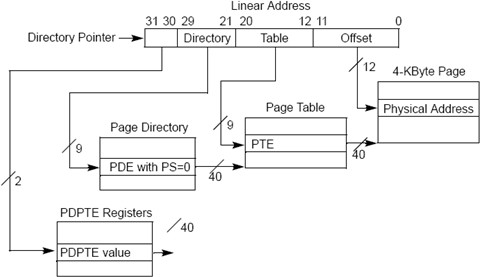 Linear Address
31 30 29 21 20 12 11 0
Directory Pointer
Directory
Table
Offset
12
4-KByte Page
Physical Address
Page Table
9
PTE
40
Page Directory
9
PDE with PS=0
40
2
PDPTE Registers
40
PDPTE value